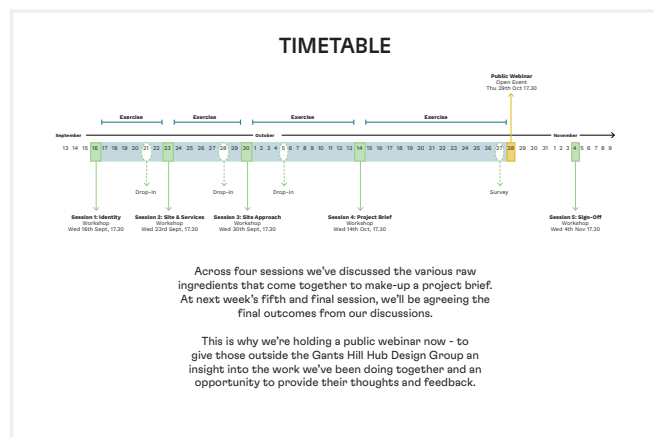 TIMETABLE
Public Webinar
Open Event
Thu 28th Oct 17.30
Exercise Exercise Exercise Exercise
September October November
13 14 15 16 17 18 19 20 21 22 23 24 25 26 27 28 29 30 1 2 3 4 5 6 7 8 9 10 11 12 13 14 15 16 17 18 19 20 21 22 23 24 25 26 27 28 29 30 31 1 2 3 4 5 6 7 8 9
Drop-in Drop-in Drop-in Survey
Session 1: Identity
Workshop
Wed 16th Sept, 17.30
Session 2: Site & Services
Workshop
Wed 23rd Sept, 17.30
Session 3: Site Approach
Workshop
Wed 30th Sept, 17.30
Session 4: Project Brief
Workshop
Wed 14th Oct, 17.30
Session 5: Sign-Off
Workshop
Wed 4th Nov 17.30
Across four sessions we've discussed the various raw
ingredients that come together to make-up a project brief.
At next week's fifth and final session, we'll be agreeing the
final outcomes from our discussions.
This is why we're holding a public webinar now - to
give those outside the Gants Hill Hub Design Group an
insight into the work we've been doing together and an
opportunity to provide their thoughts and feedback.